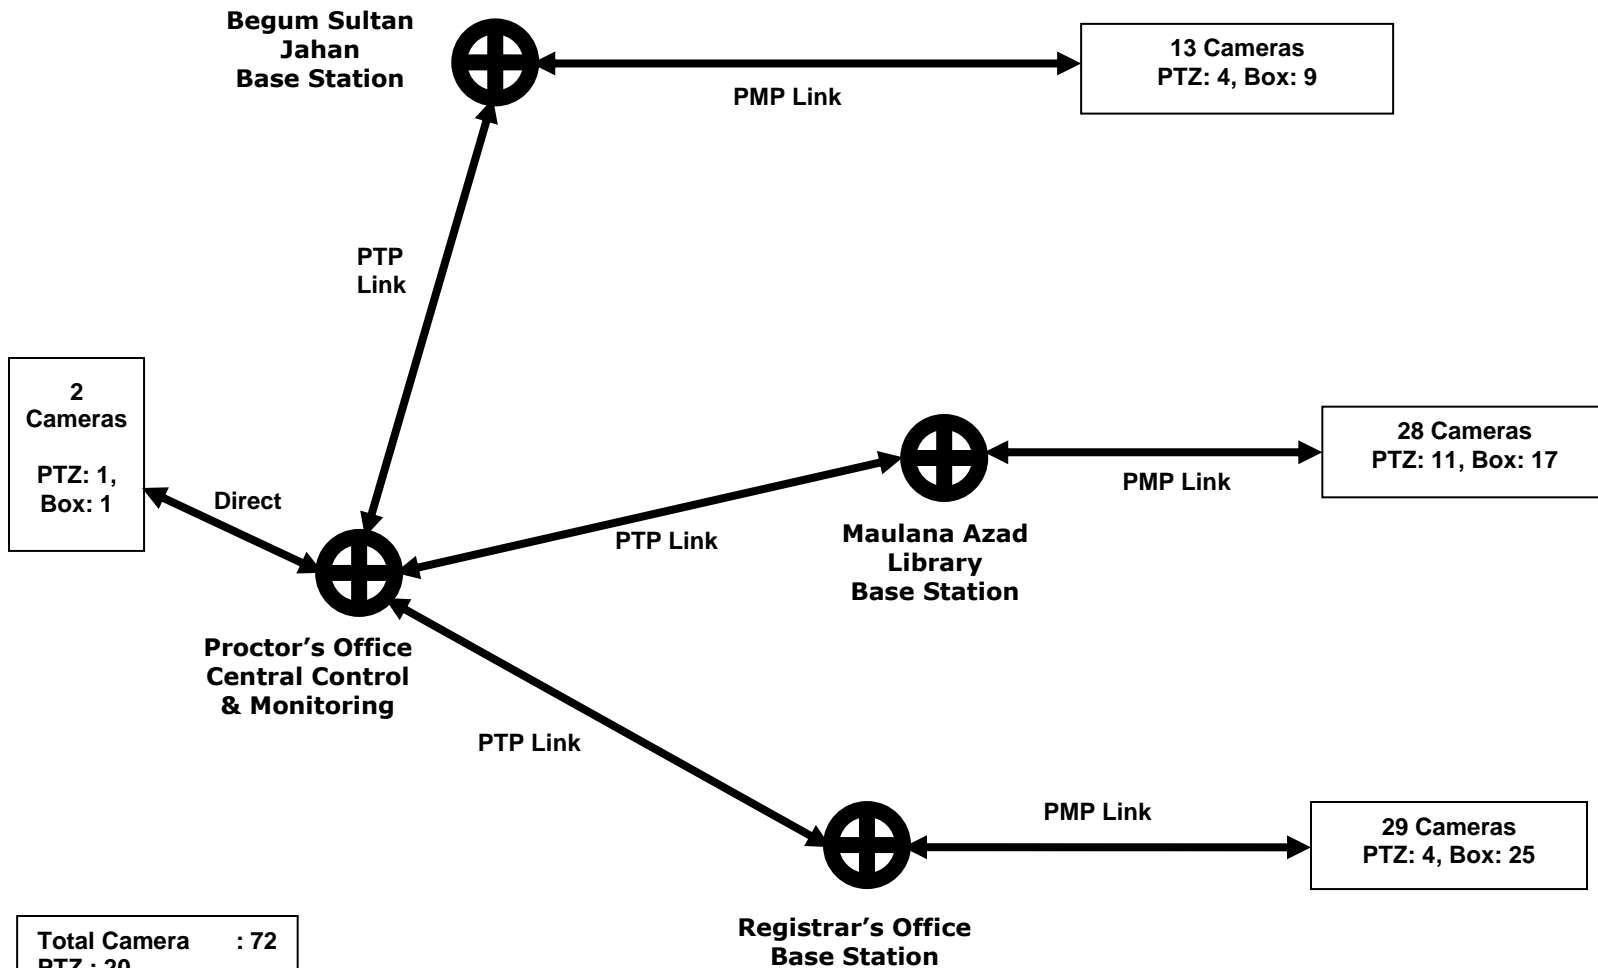 Begum Sultan
Jahan
Base Station
13 Cameras
PTZ: 4, Box: 9
PMP Link
PTP
Link
2
Cameras
PTZ: 1,
Box: 1
Direct
28 Cameras
PTZ: 11, Box: 17
PMP Link
PTP Link
Maulana Azad
Library
Base Station
Proctor’s Office
Central Control
& Monitoring
PTP Link
PMP Link
29 Cameras
PTZ: 4, Box: 25
Registrar’s Office
Base Station
Total Camera : 72
PTZ : 20